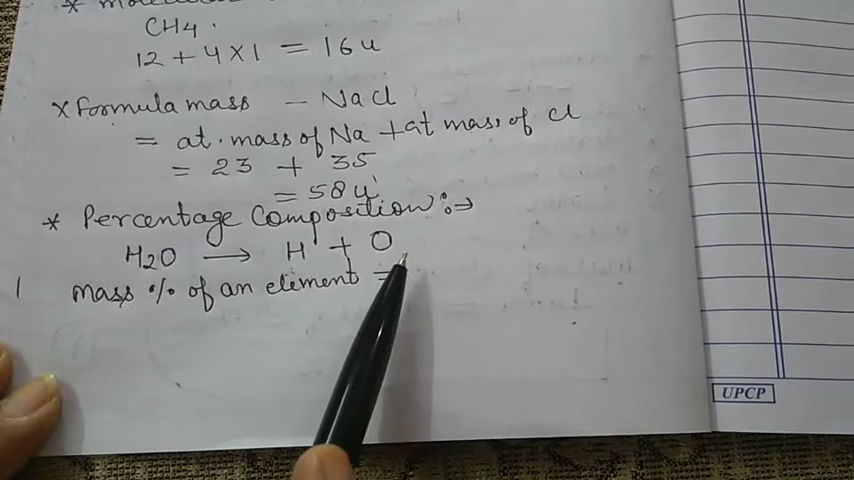 CH4.
12 + 4 X 1 = 16 u
x Formula mass - NaCl
= at. mass of Na + at mass of Cl
= 23 + 35
= 58 u
* Percentage Composition :→
H2O → H + O
1 mass % of an element =
UPCP